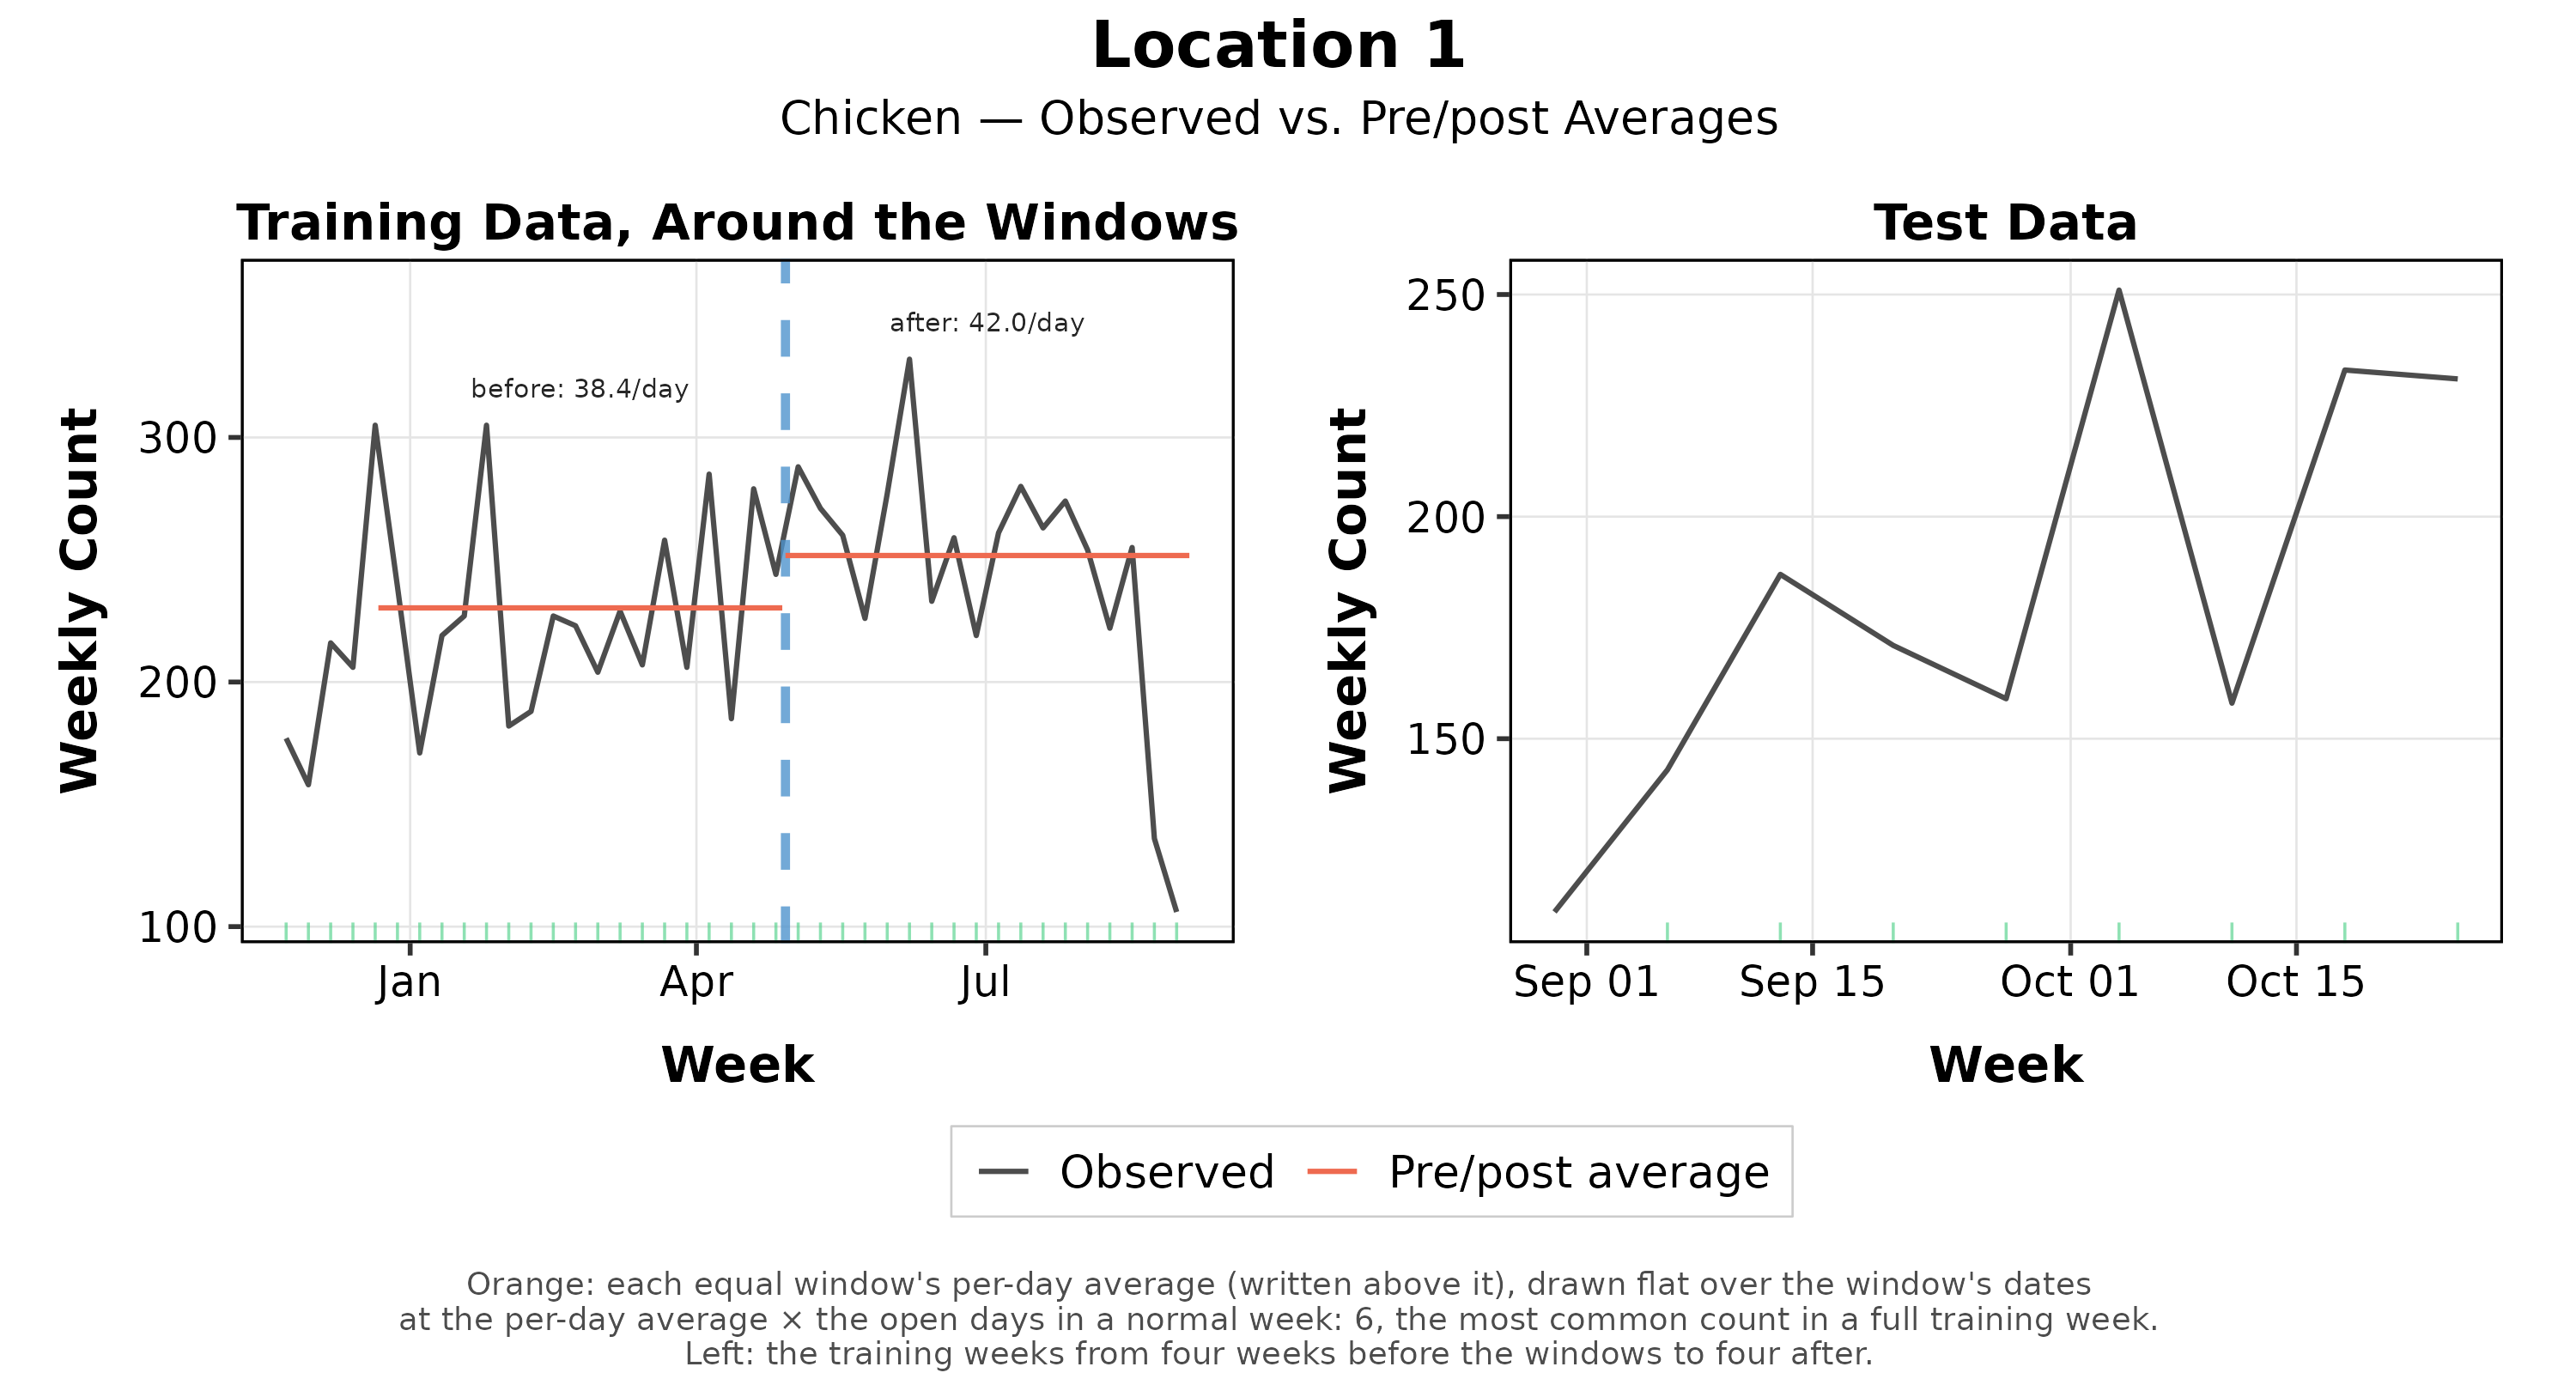 Location 1
Chicken — Observed vs. Pre/post Averages
Training Data, Around the Windows
Weekly Count
300
200
100
before: 38.4/day
after: 42.0/day
Jan
Apr
Jul
Week
Test Data
Weekly Count
250
200
150
Sep 01
Sep 15
Oct 01
Oct 15
Week
Observed
Pre/post average
Orange: each equal window's per-day average (written above it), drawn flat over the window's dates
at the per-day average × the open days in a normal week: 6, the most common count in a full training week.
Left: the training weeks from four weeks before the windows to four after.